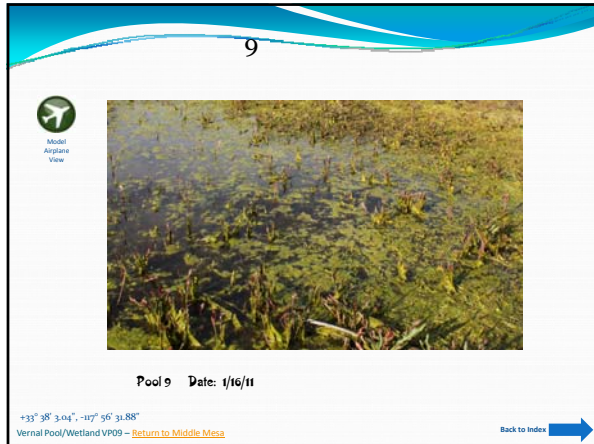 9
Model
Airplane
View
Pool 9 Date: 1/16/11
+33° 38' 3.04", -117° 56' 31.88"
Vernal Pool/Wetland VP09 – Return to Middle Mesa
Back to Index